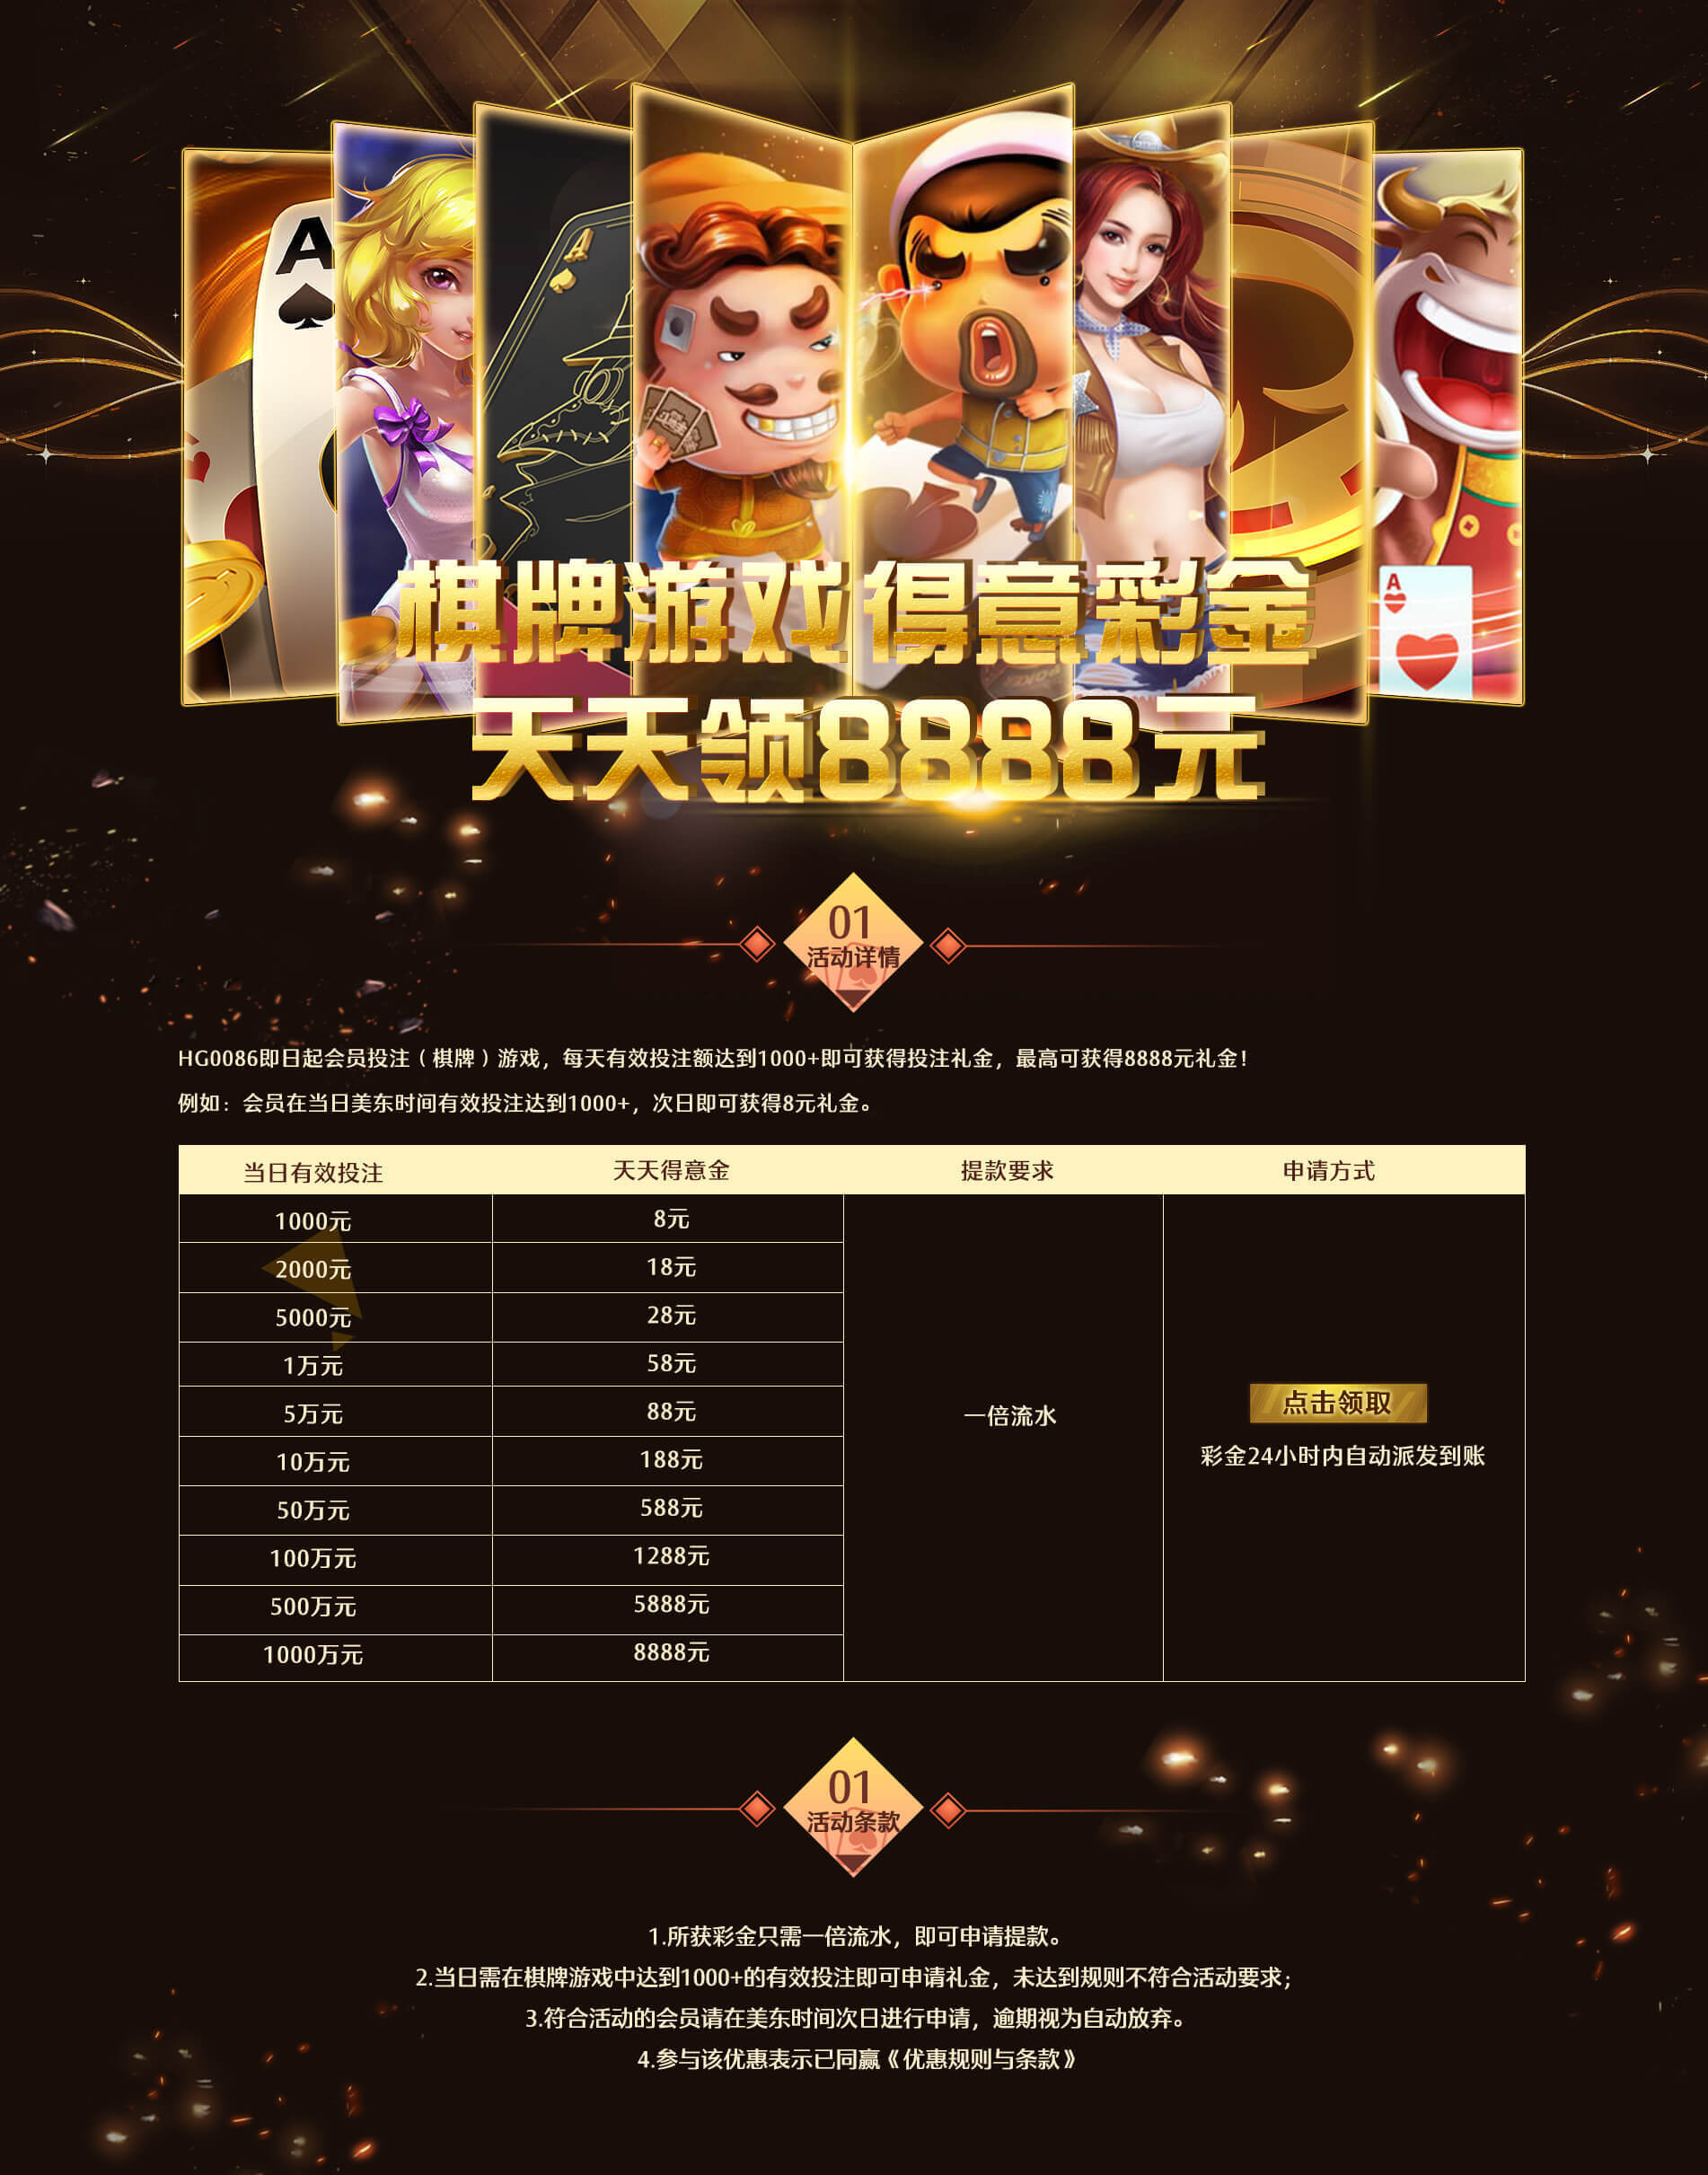 A
A
棋牌游戏 得意彩金
天天领8888元
A
01
活动详情
HG0086即日起会员投注（棋牌）游戏，每天有效投注额达到1000+即可获得投注礼金，最高可获得8888元礼金！
例如：会员在当日美东时间有效投注达到1000+，次日即可获得8元礼金。
当日有效投注 天天得意金 提款要求 申请方式
1000元 8元
2000元 18元
5000元 28元
1万元 58元
5万元 88元
一倍流水
点击领取
彩金24小时内自动派发到账
10万元 188元
50万元 588元
100万元 1288元
500万元 5888元
1000万元 8888元
01
活动条款
1.所获彩金只需一倍流水，即可申请提款。
2.当日需在棋牌游戏中达到1000+的有效投注即可申请礼金，未达到规则不符合活动要求；
3.符合活动的会员请在美东时间次日进行申请，逾期视为自动放弃。
4.参与该优惠表示已同赢《优惠规则与条款》